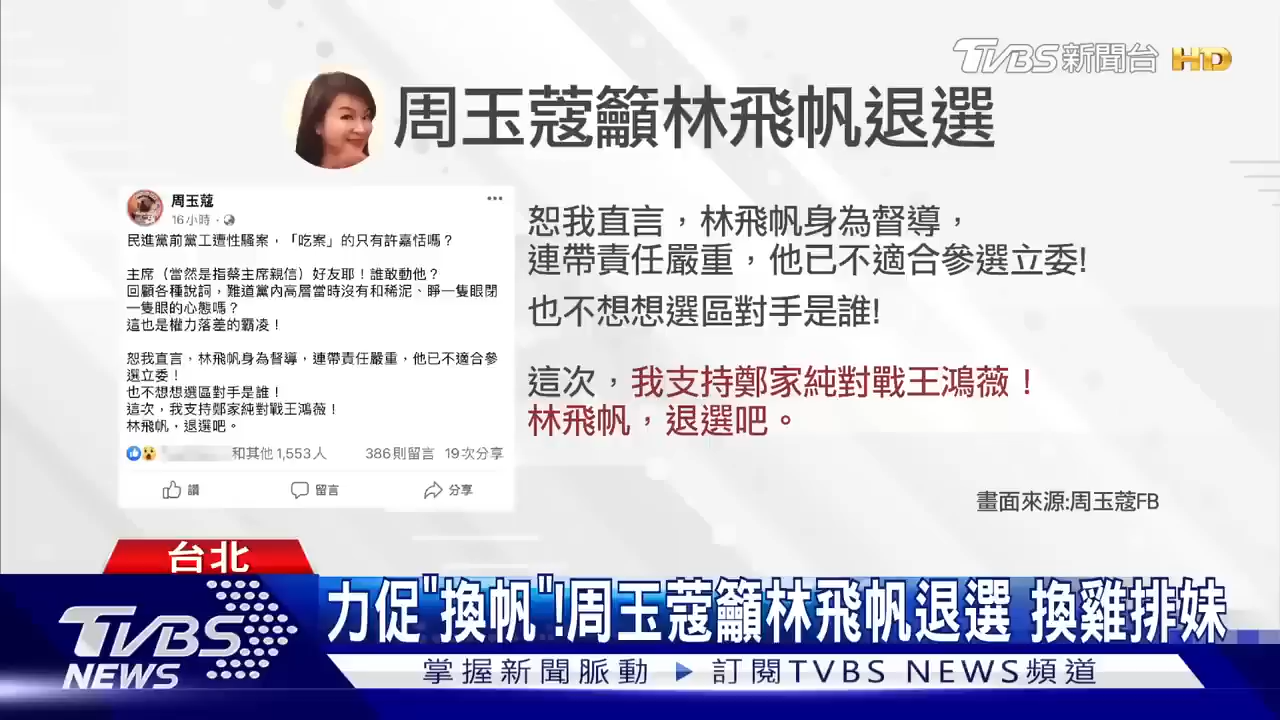 TVBS新聞台 HD
周玉蔻籲林飛帆退選
周玉蔻
16小時
民進黨前黨工遭性騷案，「吃案」的只有許嘉恬嗎？
主席（當然是指蔡主席親信）好友耶！誰敢動他？
回顧各種說詞，難道黨內高層當時沒有和稀泥、睜一隻眼閉
一隻眼的心態嗎？
這也是權力落差的霸凌！
恕我直言，林飛帆身為督導，連帶責任嚴重，他已不適合參
選立委！
也不想想選區對手是誰！
這次，我支持鄭家純對戰王鴻薇！
林飛帆，退選吧。
和其他 1,553人 386則留言 19次分享
讚 留言 分享
恕我直言，林飛帆身為督導，
連帶責任嚴重，他已不適合參選立委!
也不想想選區對手是誰!
這次，我支持鄭家純對戰王鴻薇！
林飛帆，退選吧。
畫面來源:周玉蔻FB
台北
力促"換帆"!周玉蔻籲林飛帆退選 換雞排妹
TVBS
NEWS
掌握新聞脈動 ▶ 訂閱TVBS NEWS頻道